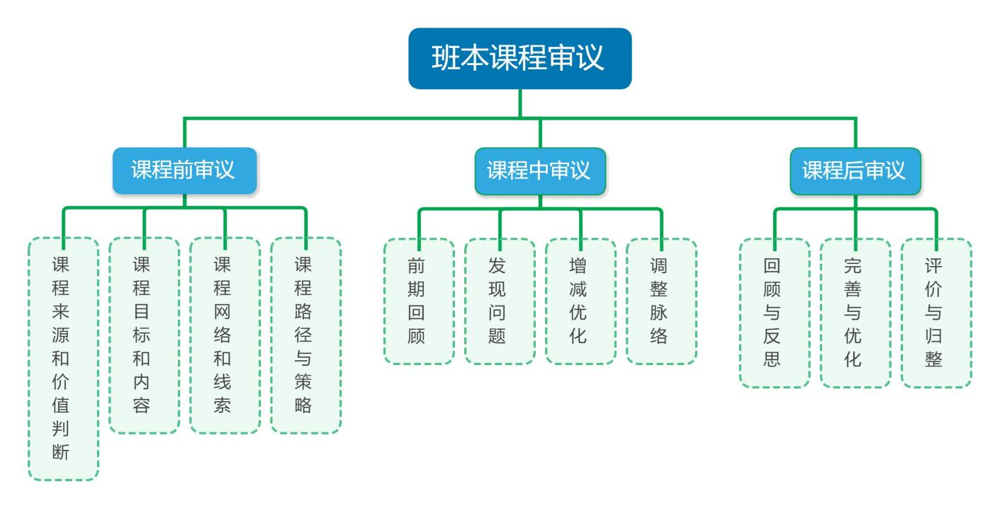 班本课程审议
课程前审议
课程中审议
课程后审议
课程来源和价值判断
课程目标和内容
课程网络和线索
课程路径与策略
前期回顾
发现问题
增减优化
调整脉络
回顾与反思
完善与优化
评价与归整